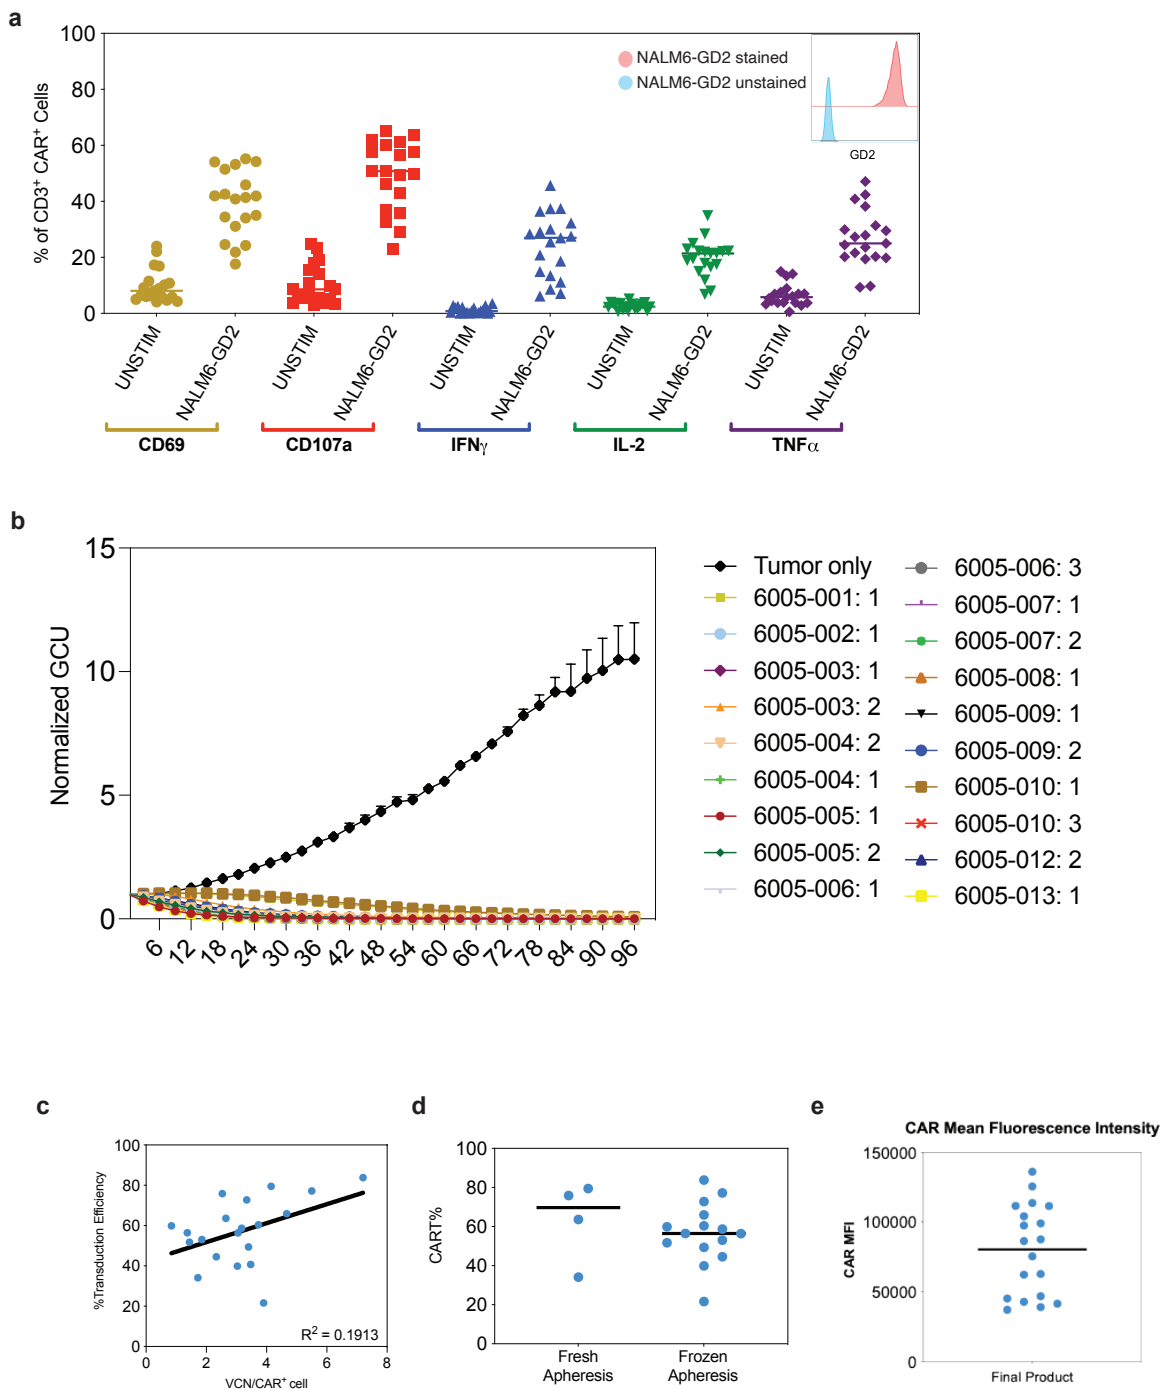 a
100
80
60
40
20
0
% of CD3+ CAR+ Cells
NALM6-GD2 stained
NALM6-GD2 unstained
GD2
UNSTIM
NALM6-GD2
UNSTIM
NALM6-GD2
UNSTIM
NALM6-GD2
UNSTIM
NALM6-GD2
UNSTIM
NALM6-GD2
CD69
CD107a
IFNγ
IL-2
TNFα
b
15
10
5
0
Normalized GCU
6 12 18 24 30 36 42 48 54 60 66 72 78 84 90 96
Tumor only
6005-001: 1
6005-002: 1
6005-003: 1
6005-003: 2
6005-004: 2
6005-004: 1
6005-005: 1
6005-005: 2
6005-006: 1
6005-006: 3
6005-007: 1
6005-007: 2
6005-008: 1
6005-009: 1
6005-009: 2
6005-010: 1
6005-010: 3
6005-012: 2
6005-013: 1
c
100
80
60
40
20
0
%Transduction Efficiency
R2 = 0.1913
0 2 4 6 8
VCN/CAR+ cell
d
100
80
60
40
20
0
CART%
Fresh
Apheresis
Frozen
Apheresis
e
CAR Mean Fluorescence Intensity
150000
100000
50000
0
CAR MFI
Final Product